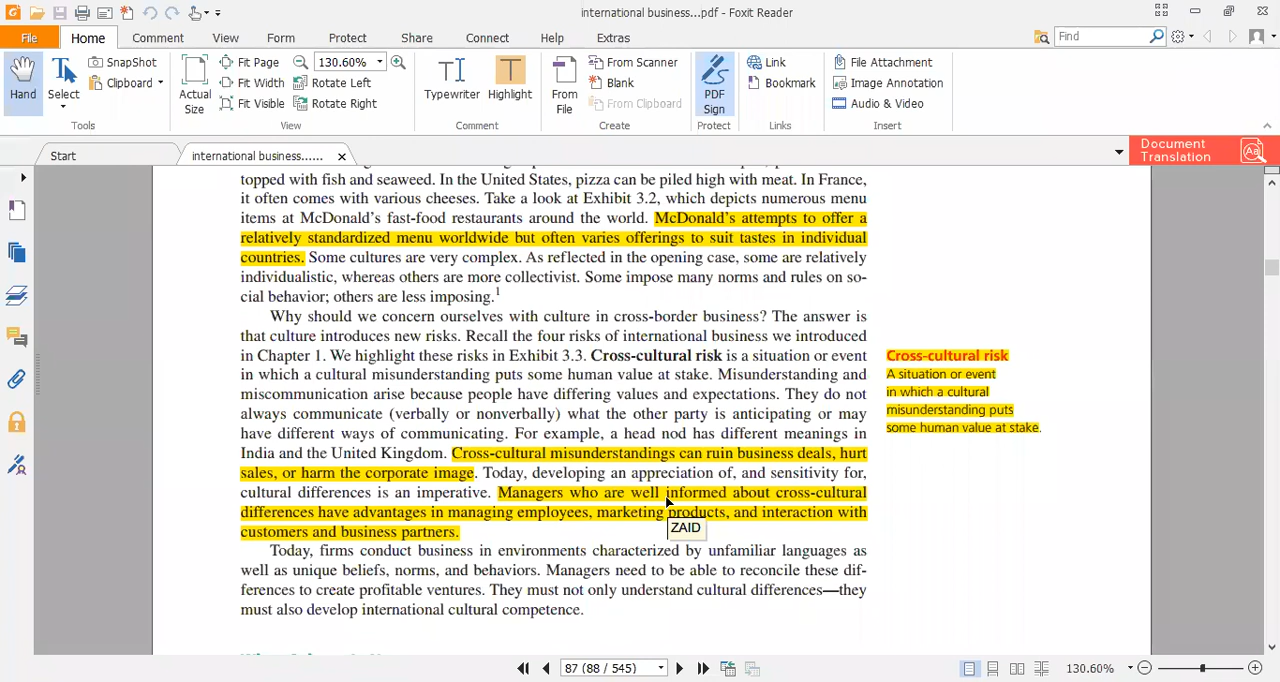 international business...pdf - Foxit Reader
File
Home
Comment
View
Form
Protect
Share
Connect
Help
Extras
Find
Hand
Select
SnapShot
Clipboard
Tools
Actual
Size
Fit Page
Fit Width
Fit Visible
130.60%
Rotate Left
Rotate Right
View
Typewriter
Highlight
Comment
From
File
From Scanner
Blank
From Clipboard
Create
PDF
Sign
Protect
Link
Bookmark
Links
File Attachment
Image Annotation
Audio & Video
Insert
Start
international business......
Document
Translation
topped with fish and seaweed. In the United States, pizza can be piled high with meat. In France,
it often comes with various cheeses. Take a look at Exhibit 3.2, which depicts numerous menu
items at McDonald's fast-food restaurants around the world. McDonald's attempts to offer a
relatively standardized menu worldwide but often varies offerings to suit tastes in individual
countries. Some cultures are very complex. As reflected in the opening case, some are relatively
individualistic, whereas others are more collectivist. Some impose many norms and rules on so-
cial behavior; others are less imposing.1
Why should we concern ourselves with culture in cross-border business? The answer is
that culture introduces new risks. Recall the four risks of international business we introduced
in Chapter 1. We highlight these risks in Exhibit 3.3. Cross-cultural risk is a situation or event
in which a cultural misunderstanding puts some human value at stake. Misunderstanding and
miscommunication arise because people have differing values and expectations. They do not
always communicate (verbally or nonverbally) what the other party is anticipating or may
have different ways of communicating. For example, a head nod has different meanings in
India and the United Kingdom. Cross-cultural misunderstandings can ruin business deals, hurt
sales, or harm the corporate image. Today, developing an appreciation of, and sensitivity for,
cultural differences is an imperative. Managers who are well informed about cross-cultural
differences have advantages in managing employees, marketing products, and interaction with
customers and business partners.
ZAID
Today, firms conduct business in environments characterized by unfamiliar languages as
well as unique beliefs, norms, and behaviors. Managers need to be able to reconcile these dif-
ferences to create profitable ventures. They must not only understand cultural differences—they
must also develop international cultural competence.
Cross-cultural risk
A situation or event
in which a cultural
misunderstanding puts
some human value at stake.
87 (88 / 545)
130.60%